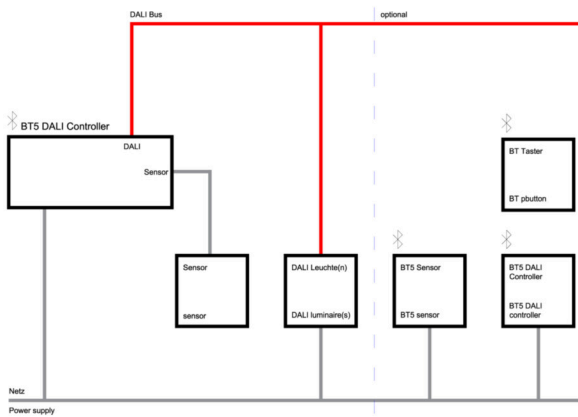 DALI Bus
optional
BT5 DALI Controller
DALI
Sensor
BT Taster
BT pbutton
Sensor
sensor
DALI Leuchte(n)
DALI luminaire(s)
BT5 Sensor
BT5 sensor
BT5 DALI
Controller
BT5 DALI
controller
Netz
Power supply